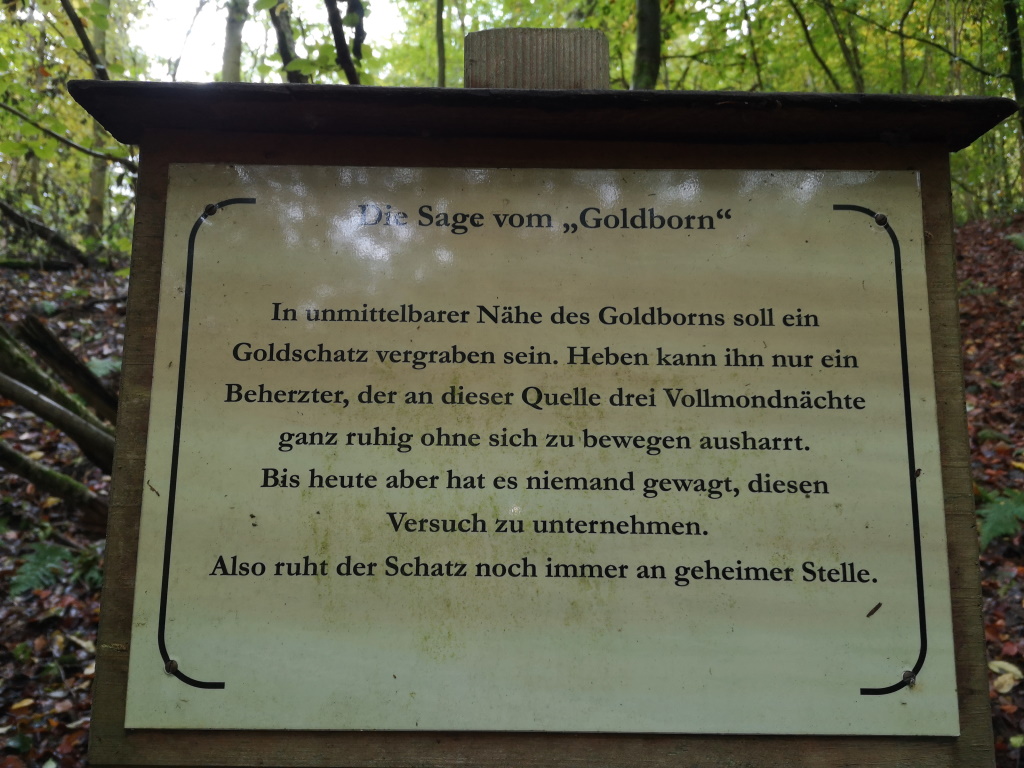 Die Sage vom „Goldborn“
In unmittelbarer Nähe des Goldborns soll ein
Goldschatz vergraben sein. Heben kann ihn nur ein
Beherzter, der an dieser Quelle drei Vollmondnächte
ganz ruhig ohne sich zu bewegen ausharrt.
Bis heute aber hat es niemand gewagt, diesen
Versuch zu unternehmen.
Also ruht der Schatz noch immer an geheimer Stelle.